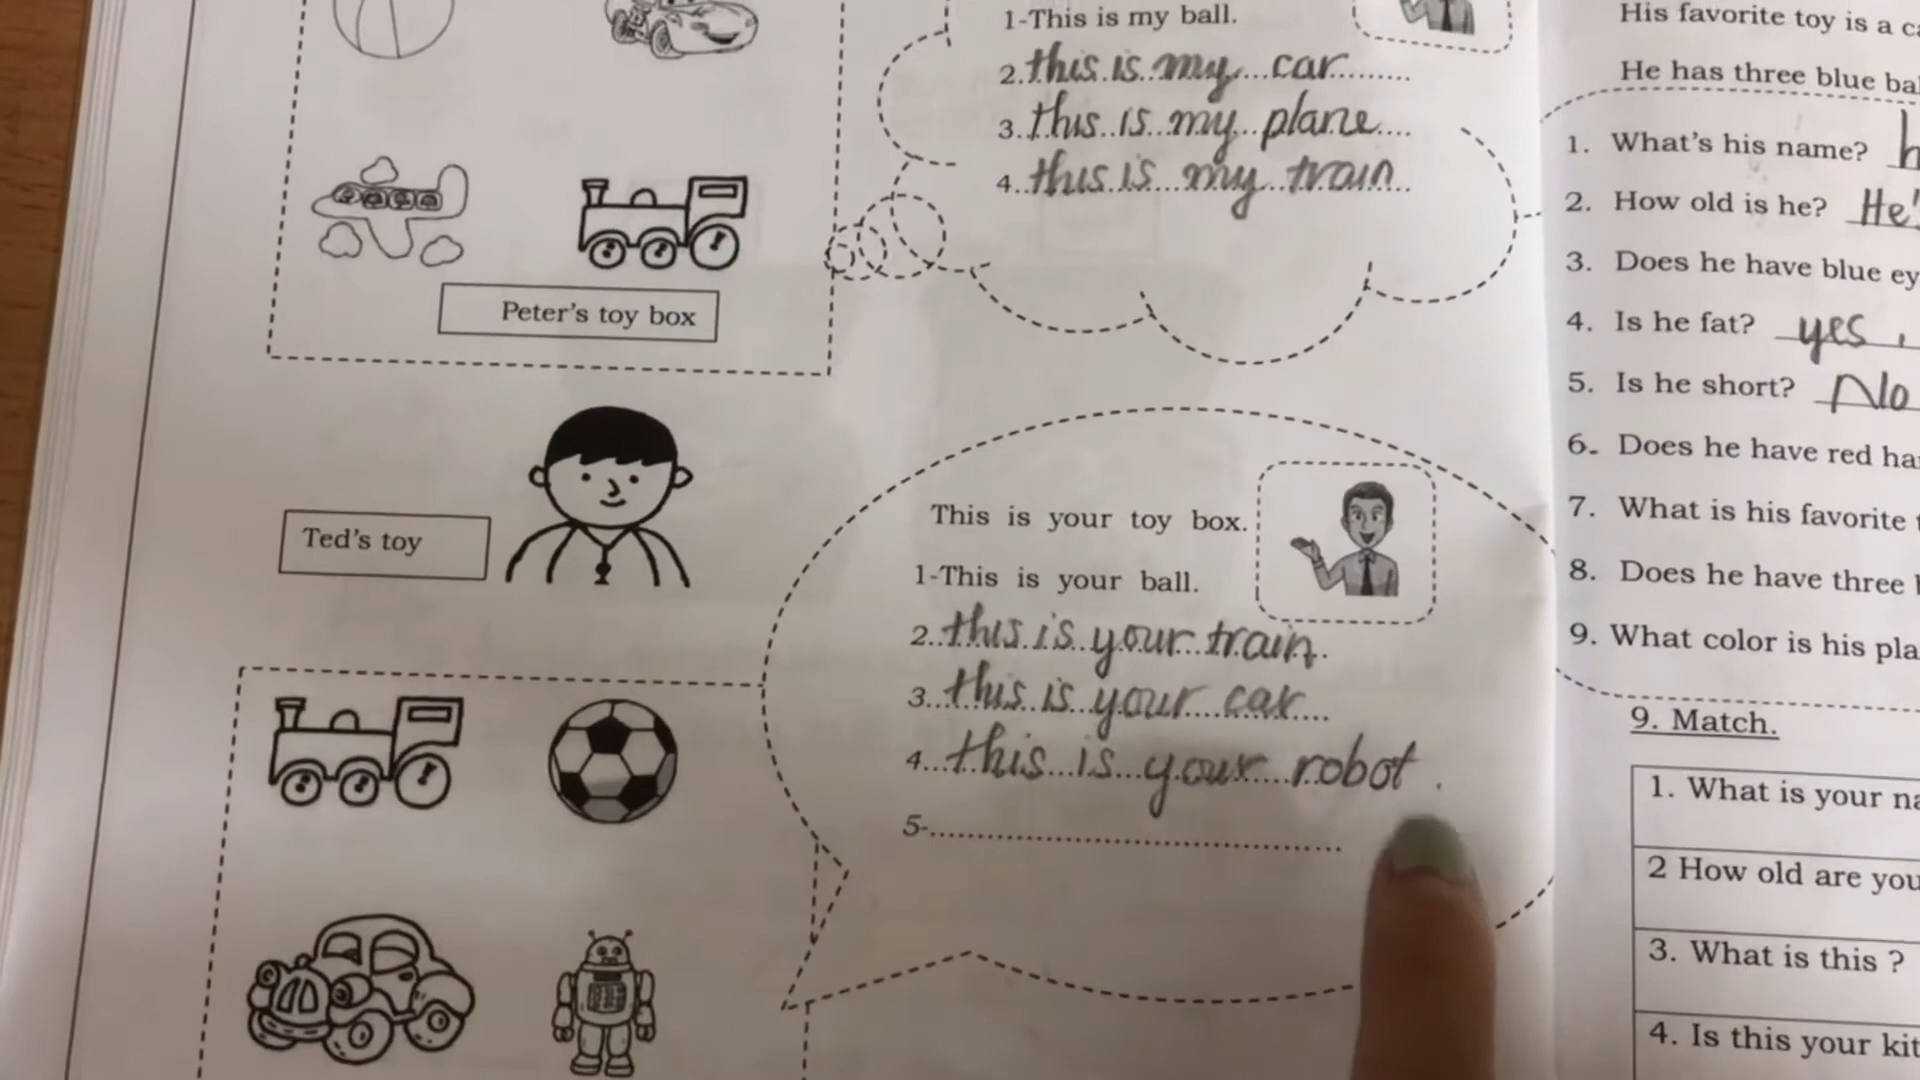 1-This is my ball.
2. this is my car
3. this is my plane
4. this is my train
Peter's toy box
Ted's toy
This is your toy box.
1-This is your ball.
2. this is your train.
3. this is your car
4. this is your robot.
5-
His favorite toy is a
He has three blue
1. What's his name?
2. How old is he? He's
3. Does he have blue
4. Is he fat? yes,
5. Is he short? No
6. Does he have red
7. What is his favorite
8. Does he have three
9. What color is his
9. Match.
1. What is your
2 How old are you
3. What is this ?
4. Is this your